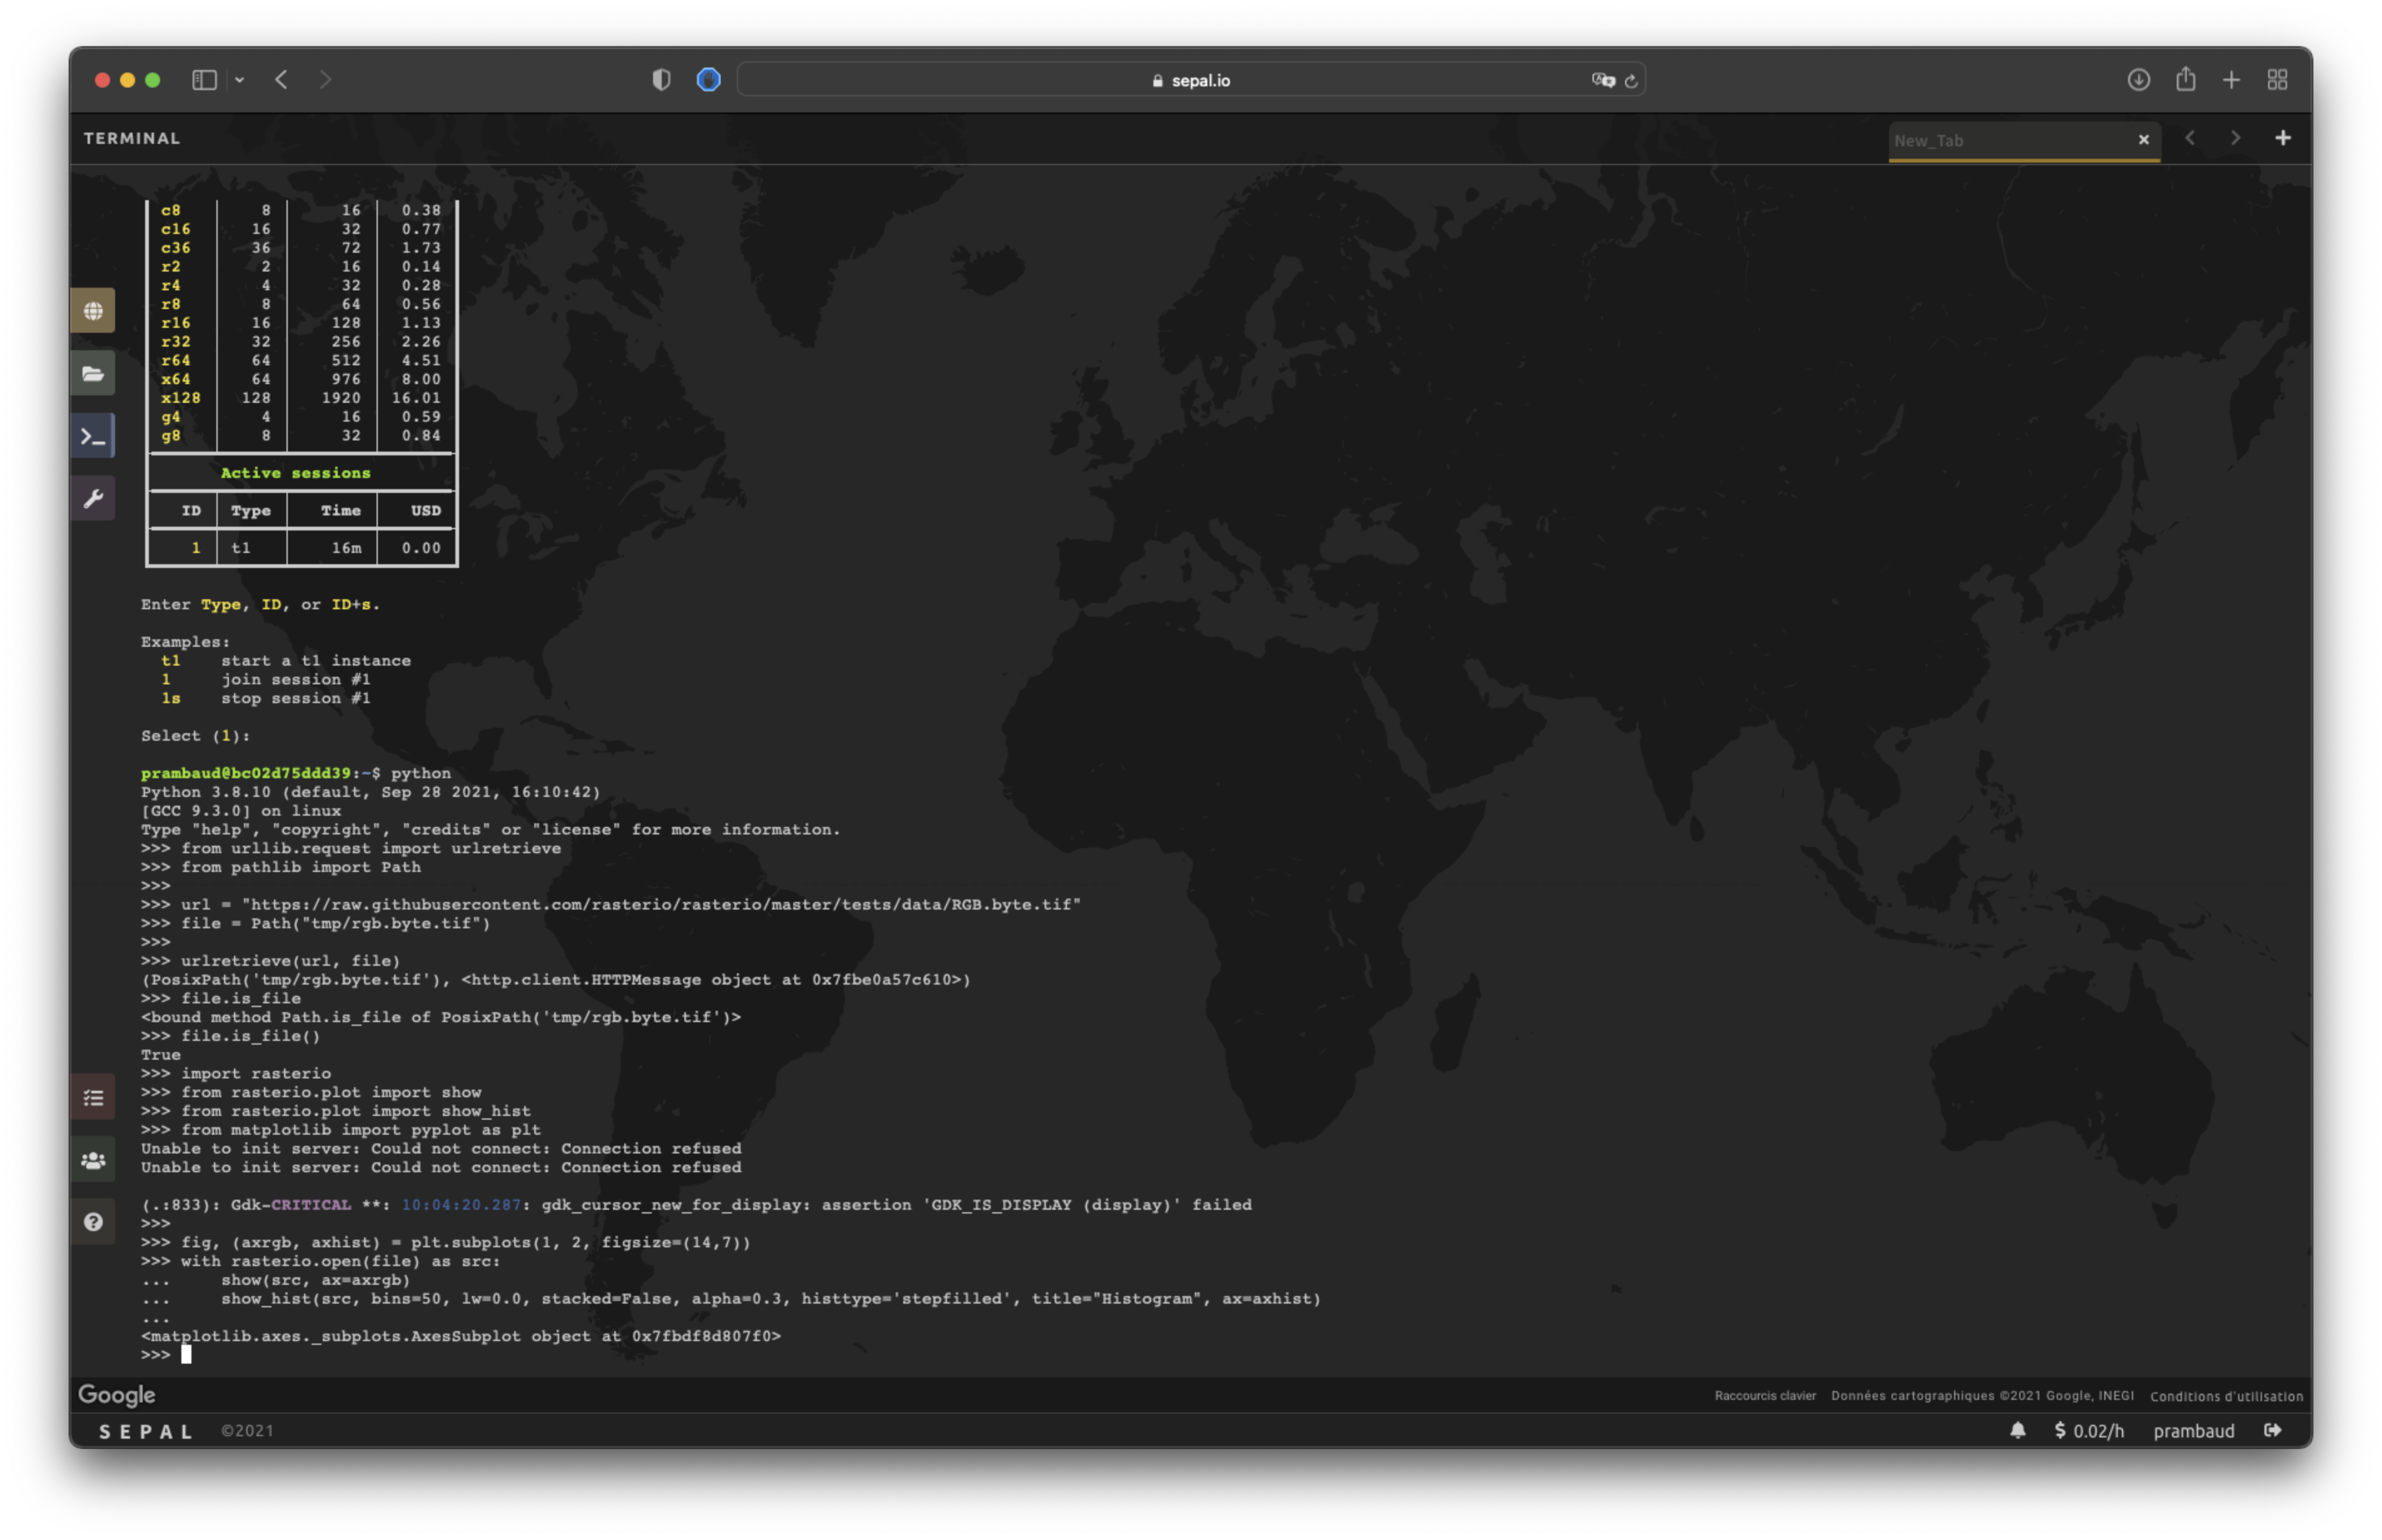 sepal.io
TERMINAL
New_Tab
c8 8 16 0.38
c16 16 32 0.77
c36 36 72 1.73
r2 2 16 0.14
r4 4 32 0.28
r8 8 64 0.56
r16 16 128 1.13
r32 32 256 2.26
r64 64 512 4.51
x64 64 976 8.00
x128 128 1920 16.01
g4 4 16 0.59
g8 8 32 0.84
Active sessions
ID Type Time USD
1 t1 16m 0.00
Enter Type, ID, or ID+s.
Examples:
t1 start a t1 instance
1 join session #1
1s stop session #1
Select (1):
prambaud@bc02d75ddd39:~$ python
Python 3.8.10 (default, Sep 28 2021, 16:10:42)
[GCC 9.3.0] on linux
Type "help", "copyright", "credits" or "license" for more information.
>>> from urllib.request import urlretrieve
>>> from pathlib import Path
>>>
>>> url = "https://raw.githubusercontent.com/rasterio/rasterio/master/tests/data/RGB.byte.tif"
>>> file = Path("tmp/rgb.byte.tif")
>>>
>>> urlretrieve(url, file)
(PosixPath('tmp/rgb.byte.tif'), <http.client.HTTPMessage object at 0x7fbe0a57c610>)
>>> file.is_file
<bound method Path.is_file of PosixPath('tmp/rgb.byte.tif')>
>>> file.is_file()
True
>>> import rasterio
>>> from rasterio.plot import show
>>> from rasterio.plot import show_hist
>>> from matplotlib import pyplot as plt
Unable to init server: Could not connect: Connection refused
Unable to init server: Could not connect: Connection refused
(.:833): Gdk-CRITICAL **: 10:04:20.287: gdk_cursor_new_for_display: assertion 'GDK_IS_DISPLAY (display)' failed
>>>
>>> fig, (axrgb, axhist) = plt.subplots(1, 2, figsize=(14,7))
>>> with rasterio.open(file) as src:
... show(src, ax=axrgb)
... show_hist(src, bins=50, lw=0.0, stacked=False, alpha=0.3, histtype='stepfilled', title="Histogram", ax=axhist)
...
<matplotlib.axes._subplots.AxesSubplot object at 0x7fbdf8d807f0>
>>>
Google
Raccourcis clavier Données cartographiques ©2021 Google, INEGI Conditions d'utilisation
SEPAL ©2021
$ 0.02/h prambaud